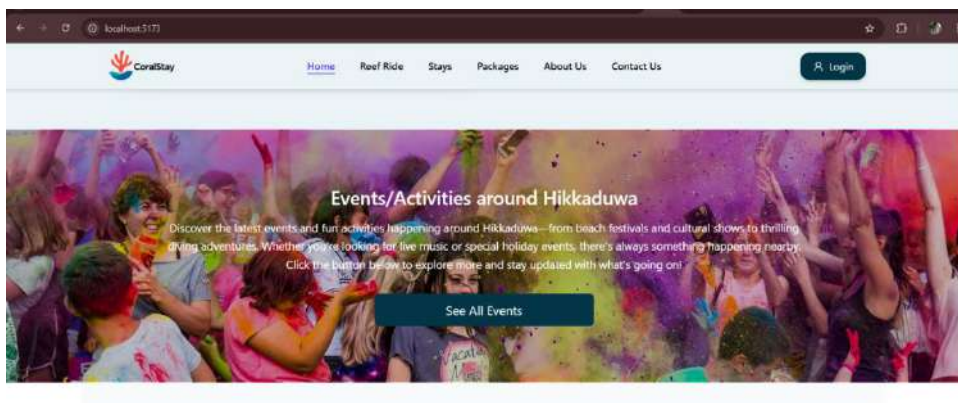 localhost:5173
CoralStay
Home Reef Ride Stays Packages About Us Contact Us
Login
Events/Activities around Hikkaduwa
Discover the latest events and fun activities happening around Hikkaduwa—from beach festivals and cultural shows to thrilling
diving adventures. Whether you're looking for live music or special holiday events, there's always something happening nearby.
Click the button below to explore more and stay updated with what's going on!
See All Events